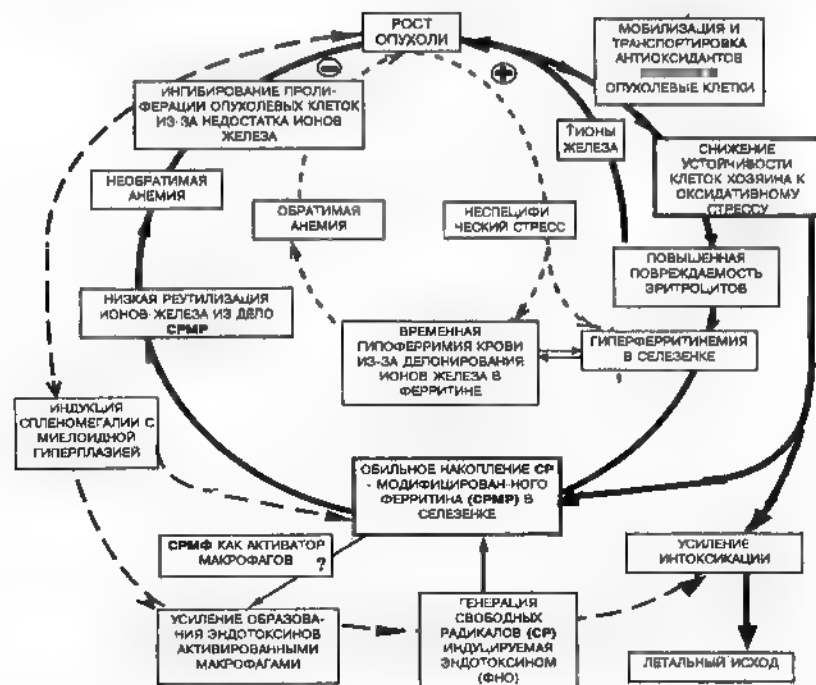 РОСТ
ОПУХОЛИ
МОБИЛИЗАЦИЯ И
ТРАНСПОРТИРОВКА
АНТИОКСИДАНТОВ
ОПУХОЛЕВЫЕ КЛЕТКИ
ИНГИБИРОВАНИЕ ПРОЛИ-
ФЕРАЦИИ ОПУХОЛЕВЫХ КЛЕТОК
ИЗ-ЗА НЕДОСТАТКА ИОНОВ
ЖЕЛЕЗА
↑ИОНЫ
ЖЕЛЕЗА
СНИЖЕНИЕ
УСТОЙЧИВОСТИ
КЛЕТОК ХОЗЯИНА К
ОКСИДАТИВНОМУ
СТРЕССУ
НЕОБРАТИМАЯ
АНЕМИЯ
ОБРАТИМАЯ
АНЕМИЯ
НЕСПЕЦИФИ
ЧЕСКИЙ СТРЕСС
ПОВЫШЕННАЯ
ПОВРЕЖДАЕМОСТЬ
ЭРИТРОЦИТОВ
НИЗКАЯ РЕУТИЛИЗАЦИЯ
ИОНОВ ЖЕЛЕЗА ИЗ ДЕПО
СРМР
ВРЕМЕННАЯ
ГИПОФЕРРИМИЯ КРОВИ
ИЗ-ЗА ДЕПОНИРОВАНИЯ
ИОНОВ ЖЕЛЕЗА В
ФЕРРИТИНЕ
ГИПЕРФЕРРИТИНЕМИЯ
В СЕЛЕЗЕНКЕ
ИНДУКЦИЯ
СПЛЕНОМЕГАЛИИ С
МИЕЛОИДНОЙ
ГИПЕРПЛАЗИЕЙ
ОБИЛЬНОЕ НАКОПЛЕНИЕ СР
- МОДИФИЦИРОВАН-НОГО
ФЕРРИТИНА (СРМР) В
СЕЛЕЗЕНКЕ
СРМФ КАК АКТИВАТОР
МАКРОФАГОВ ?
УСИЛЕНИЕ
ИНТОКСИКАЦИИ
УСИЛЕНИЕ ОБРАЗОВА-
НИЯ ЭНДОТОКСИНОВ
АКТИВИРОВАННЫМИ
МАКРОФАГАМИ
ГЕНЕРАЦИЯ
СВОБОДНЫХ
РАДИКАЛОВ (СР)
ИНДУЦИРУЕМАЯ
ЭНДОТОКСИНОМ
(ФНО)
ЛЕТАЛЬНЫЙ ИСХОД